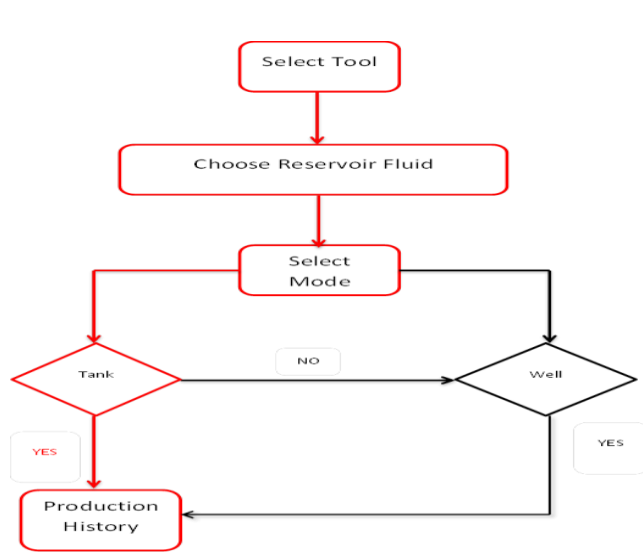 Select Tool
Choose Reservoir Fluid
Select
Mode
Tank
NO
Well
YES
YES
Production
History